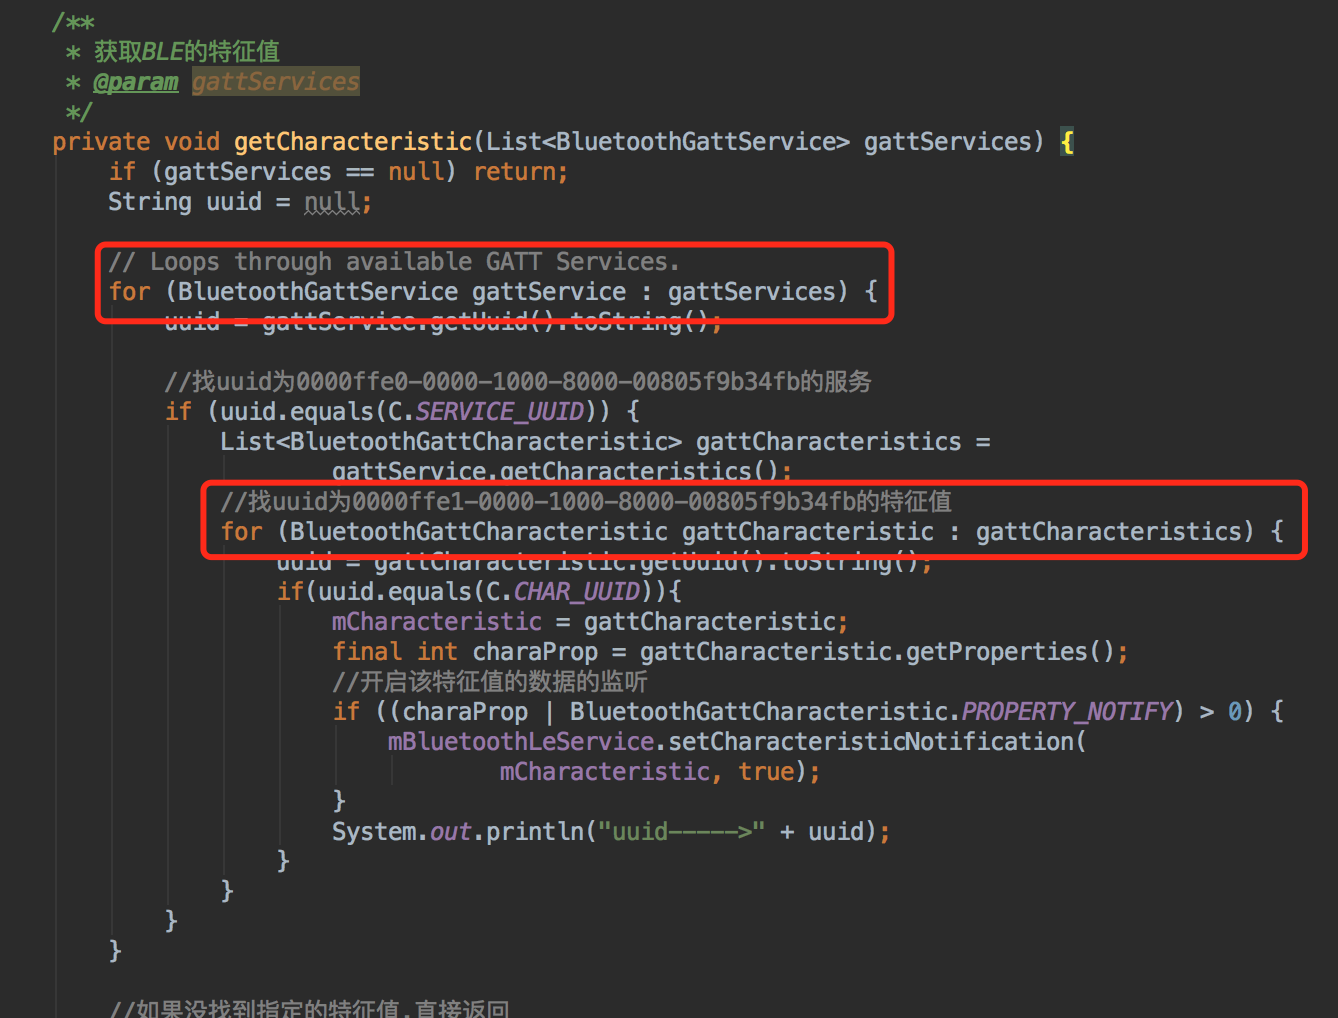 /**
* 获取BLE的特征值
* @param gattServices
*/
private void getCharacteristic(List<BluetoothGattService> gattServices) {
if (gattServices == null) return;
String uuid = null;
// Loops through available GATT Services.
for (BluetoothGattService gattService : gattServices) {
uuid = gattService.getUuid().toString();
//找uuid为0000ffe0-0000-1000-8000-00805f9b34fb的服务
if (uuid.equals(C.SERVICE_UUID)) {
List<BluetoothGattCharacteristic> gattCharacteristics =
gattService.getCharacteristics();
//找uuid为0000ffe1-0000-1000-8000-00805f9b34fb的特征值
for (BluetoothGattCharacteristic gattCharacteristic : gattCharacteristics) {
uuid = gattCharacteristic.getUuid().toString();
if(uuid.equals(C.CHAR_UUID)){
mCharacteristic = gattCharacteristic;
final int charaProp = gattCharacteristic.getProperties();
//开启该特征值的数据的监听
if ((charaProp | BluetoothGattCharacteristic.PROPERTY_NOTIFY) > 0) {
mBluetoothLeService.setCharacteristicNotification(
mCharacteristic, true);
}
System.out.println("uuid----->" + uuid);
}
}
}
}
//如果没找到指定的特征值,直接返回